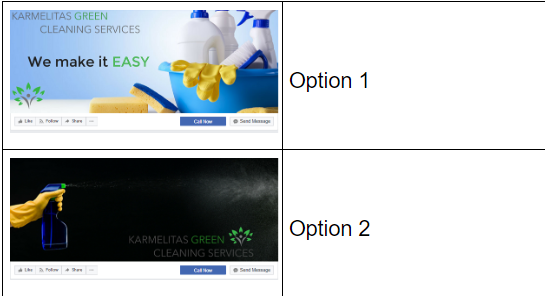 KARMELITAS GREEN
CLEANING SERVICES
We make it EASY
Like Follow Share ...
Call Now
Send Message
Option 1
KARMELITAS GREEN
CLEANING SERVICES
Like Follow Share ...
Call Now
Send Message
Option 2